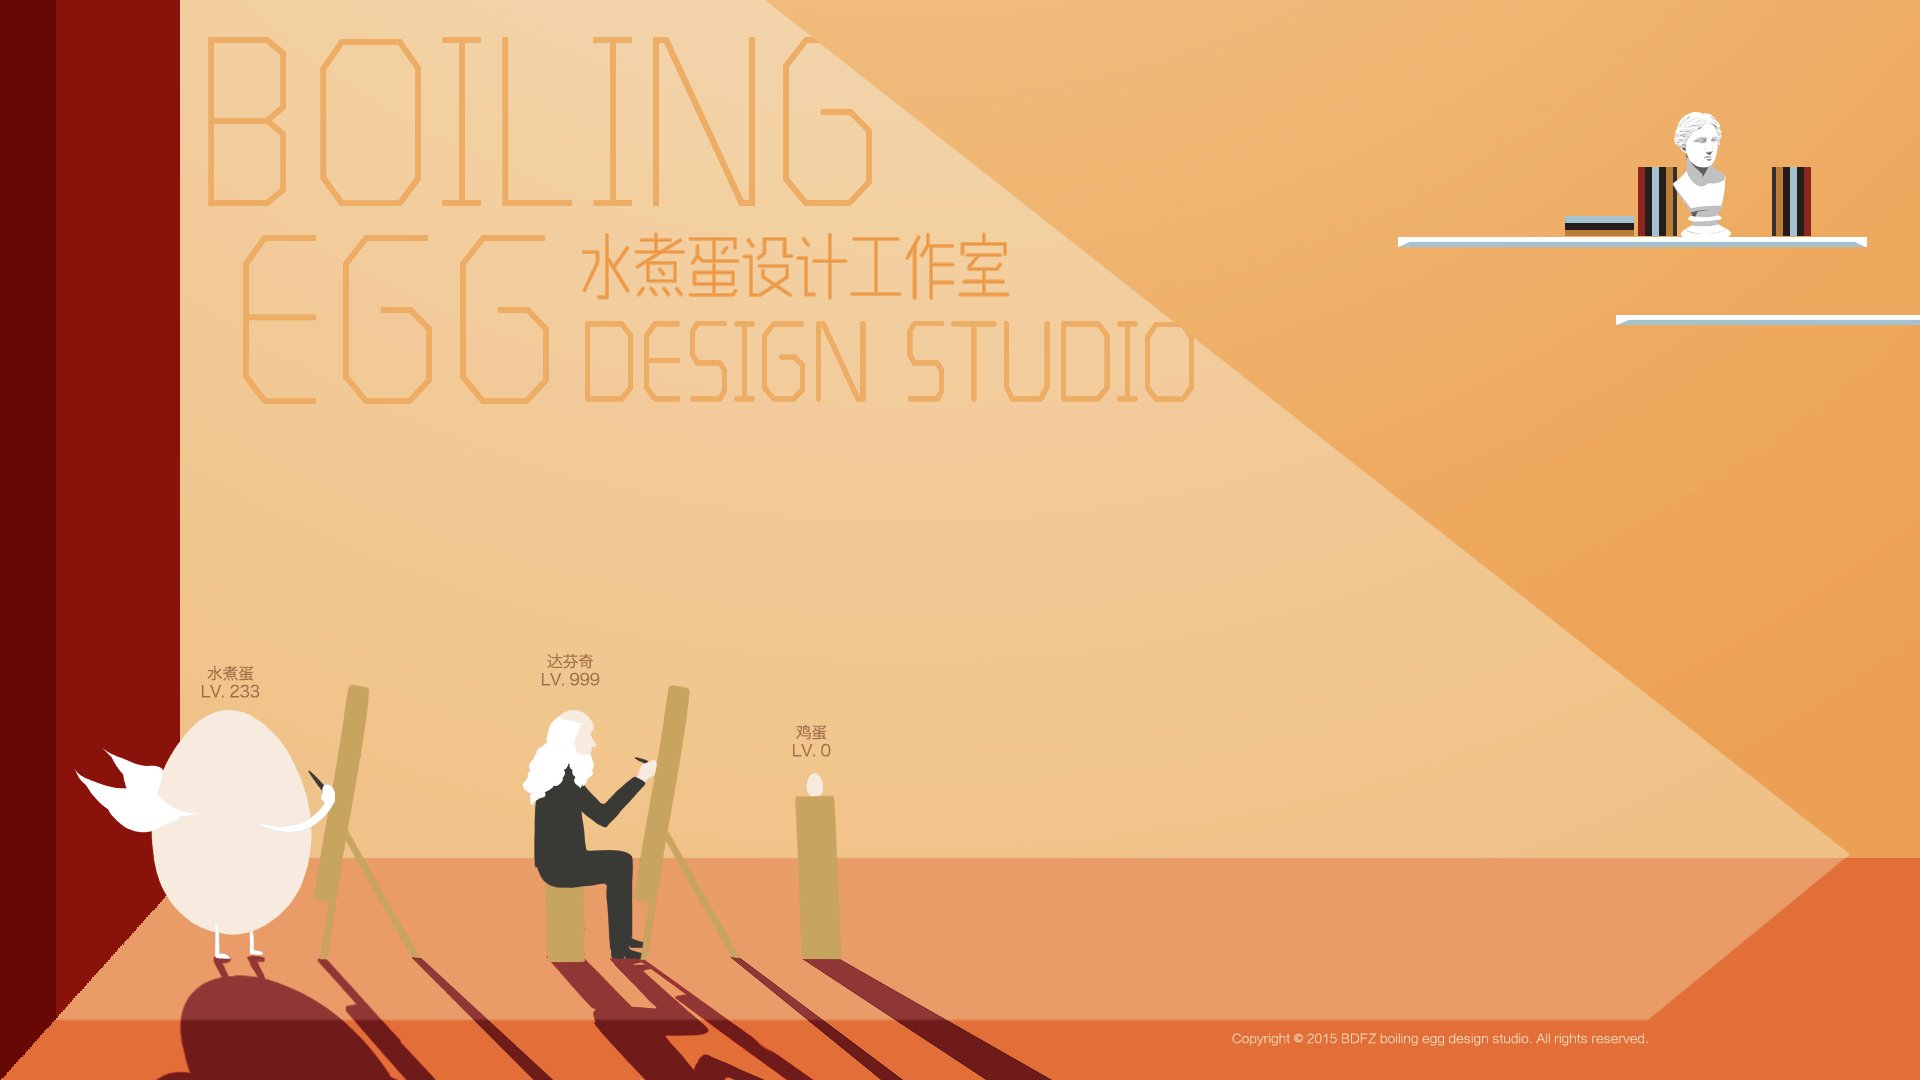 BOILING
EGG
水煮蛋设计工作室
DESIGN STUDIO
水煮蛋
LV. 233
达芬奇
LV. 999
鸡蛋
LV. 0
Copyright © 2015 BDFZ boiling egg design studio. All rights reserved.